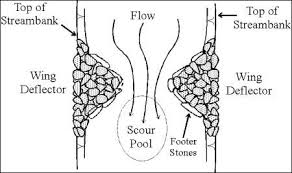 Top of
Streambank
Flow
Top of
Streambank
Wing
Deflector
Wing
Deflector
Scour
Pool
Footer
Stones